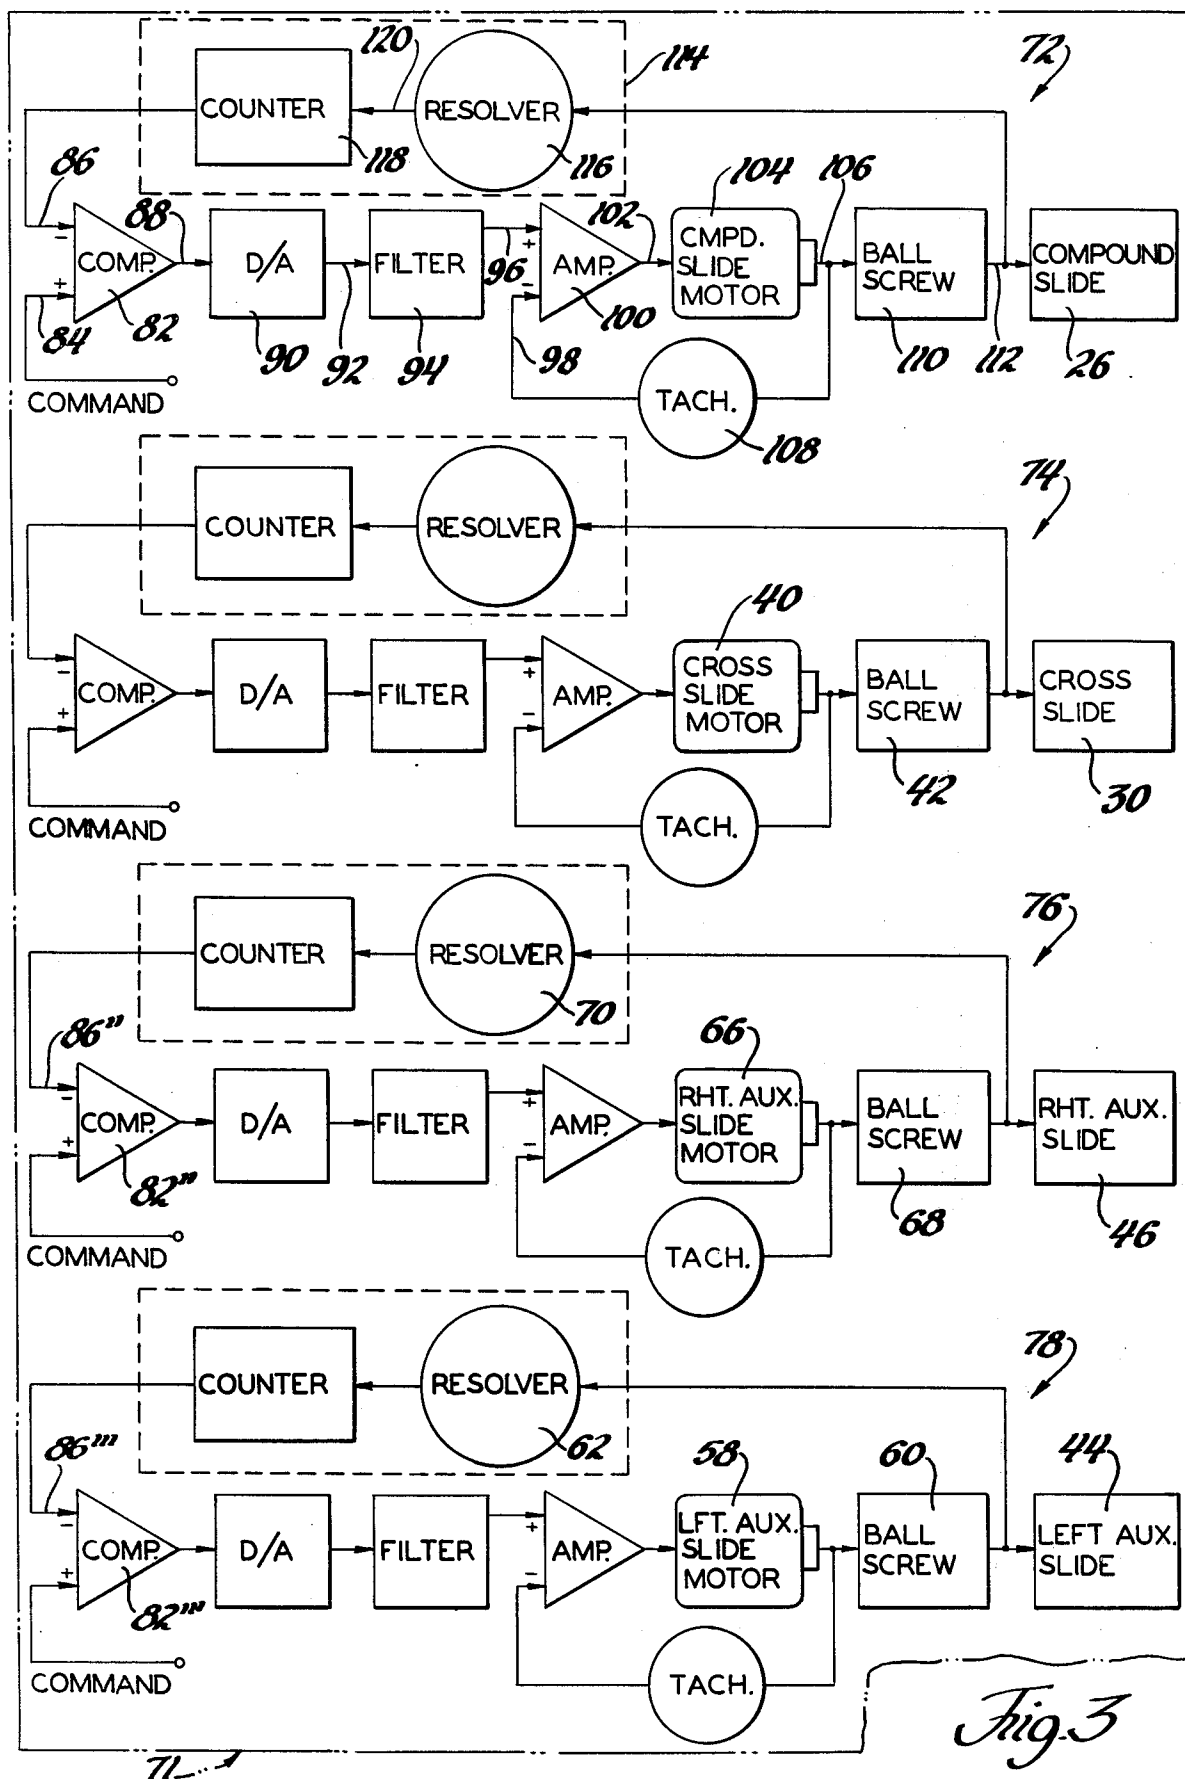 120
114
72
COUNTER
RESOLVER
118
116
86
88
104
106
102
COMP.
D/A
FILTER
96
AMP.
CMPD.
SLIDE
MOTOR
BALL
SCREW
COMPOUND
SLIDE
-
+
+
-
84
82
90
92
94
98
100
110
112
26
COMMAND
TACH.
108
74
COUNTER
RESOLVER
40
COMP.
D/A
FILTER
AMP.
CROSS
SLIDE
MOTOR
BALL
SCREW
CROSS
SLIDE
-
+
+
-
42
30
COMMAND
TACH.
76
COUNTER
RESOLVER
70
86"
66
COMP.
D/A
FILTER
AMP.
RHT. AUX.
SLIDE
MOTOR
BALL
SCREW
RHT. AUX.
SLIDE
-
+
+
-
82"
68
46
COMMAND
TACH.
78
COUNTER
RESOLVER
62
86'''
58
60
44
COMP.
D/A
FILTER
AMP.
LFT. AUX.
SLIDE
MOTOR
BALL
SCREW
LEFT AUX.
SLIDE
-
+
+
-
82'''
COMMAND
TACH.
Fig. 3
71